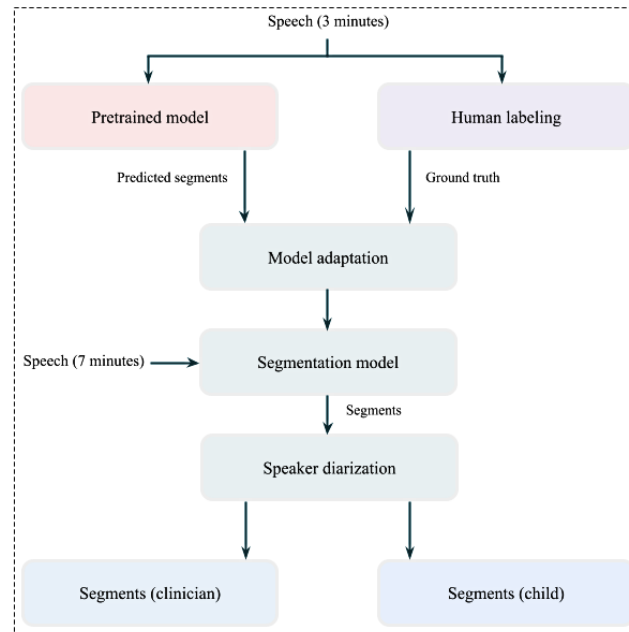 Speech (3 minutes)
Pretrained model
Human labeling
Predicted segments
Ground truth
Model adaptation
Speech (7 minutes)
Segmentation model
Segments
Speaker diarization
Segments (clinician)
Segments (child)